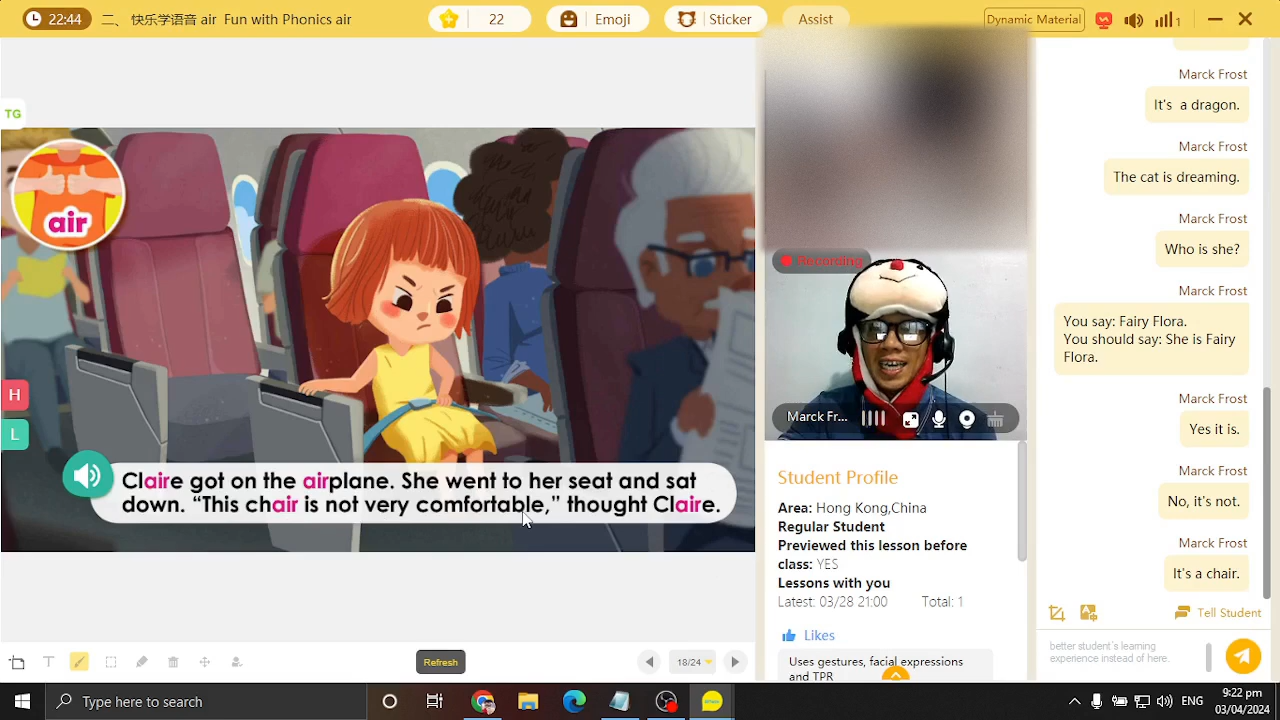 22:44
二、 快乐学语音 air Fun with Phonics air
22
Emoji
Sticker
Assist
Dynamic Material
1
TG
air
H
L
Claire got on the airplane. She went to her seat and sat
down. “This chair is not very comfortable,” thought Claire.
Refresh
18/24
Recording
Marck Fr...
Student Profile
Area: Hong Kong,China
Regular Student
Previewed this lesson before
class: YES
Lessons with you
Latest: 03/28 21:00 Total: 1
Likes
Uses gestures, facial expressions
and TPR
Marck Frost
It's a dragon.
Marck Frost
The cat is dreaming.
Marck Frost
Who is she?
Marck Frost
You say: Fairy Flora.
You should say: She is Fairy
Flora.
Marck Frost
Yes it is.
Marck Frost
No, it's not.
Marck Frost
It's a chair.
Tell Student
better student's learning
experience instead of here.
Type here to search
ENG
9:22 pm
03/04/2024